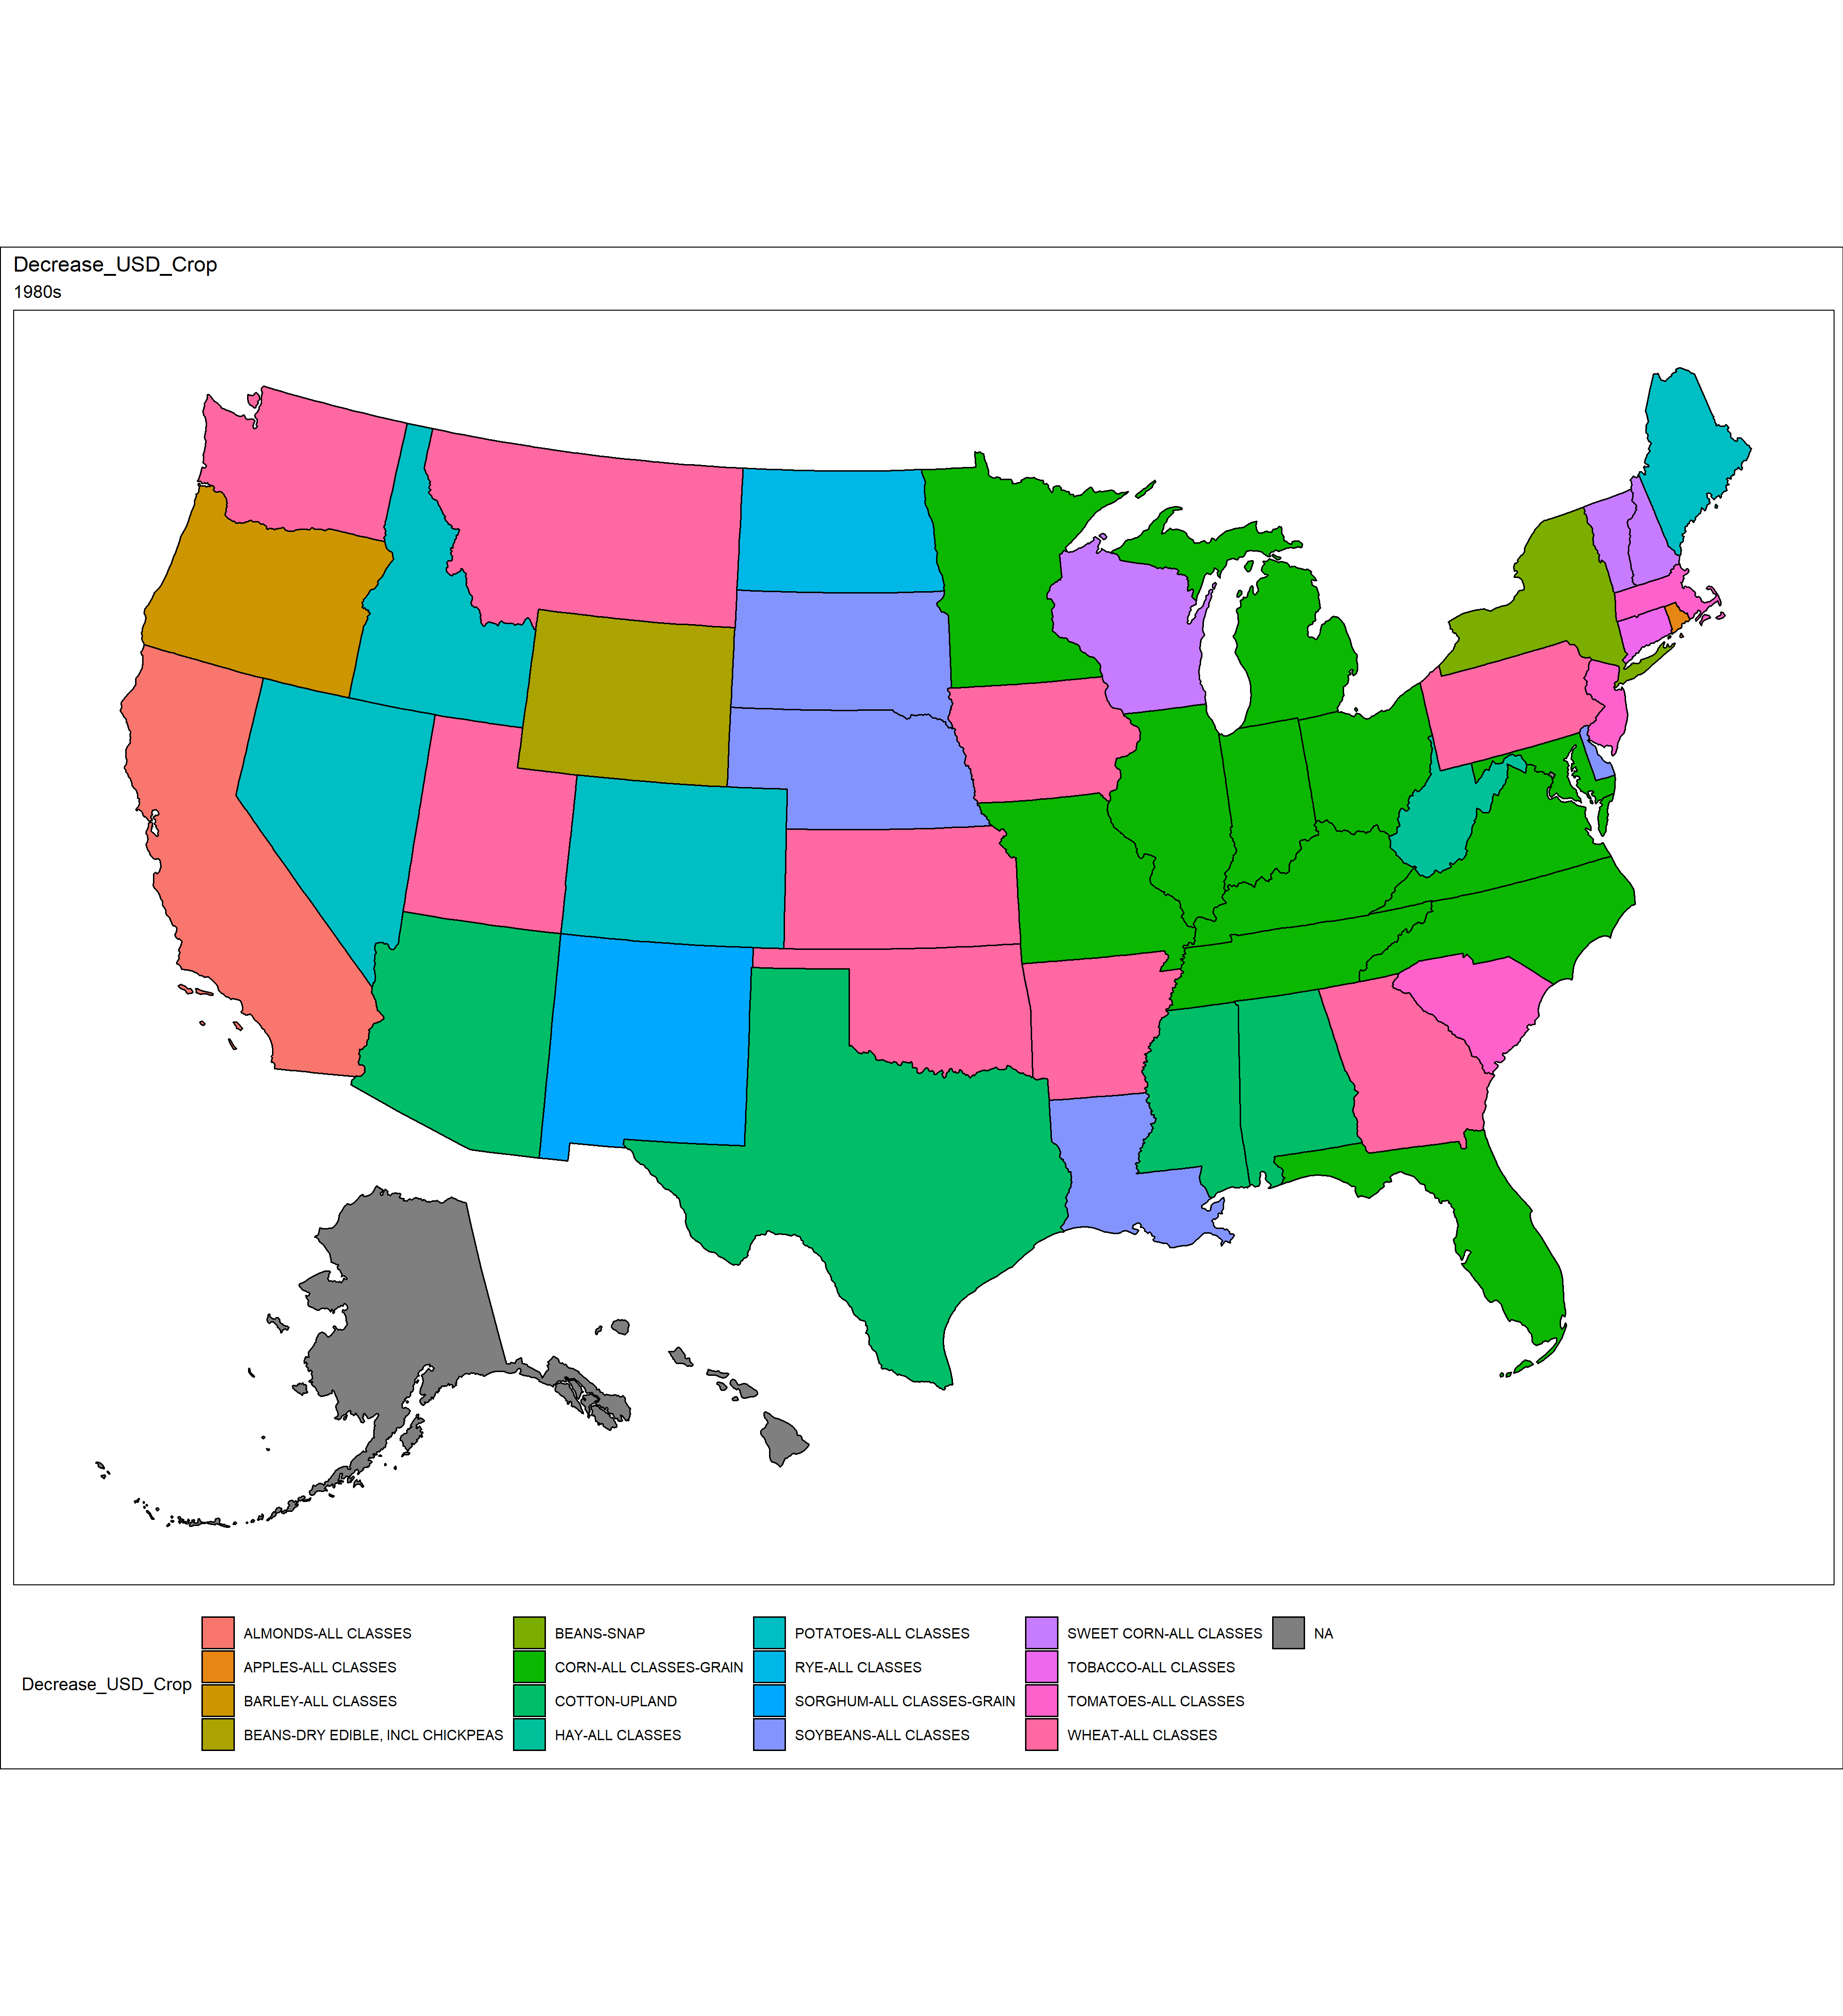 Decrease_USD_Crop
1980s
Decrease_USD_Crop
ALMONDS-ALL CLASSES
APPLES-ALL CLASSES
BARLEY-ALL CLASSES
BEANS-DRY EDIBLE, INCL CHICKPEAS
BEANS-SNAP
CORN-ALL CLASSES-GRAIN
COTTON-UPLAND
HAY-ALL CLASSES
POTATOES-ALL CLASSES
RYE-ALL CLASSES
SORGHUM-ALL CLASSES-GRAIN
SOYBEANS-ALL CLASSES
SWEET CORN-ALL CLASSES
TOBACCO-ALL CLASSES
TOMATOES-ALL CLASSES
WHEAT-ALL CLASSES
NA